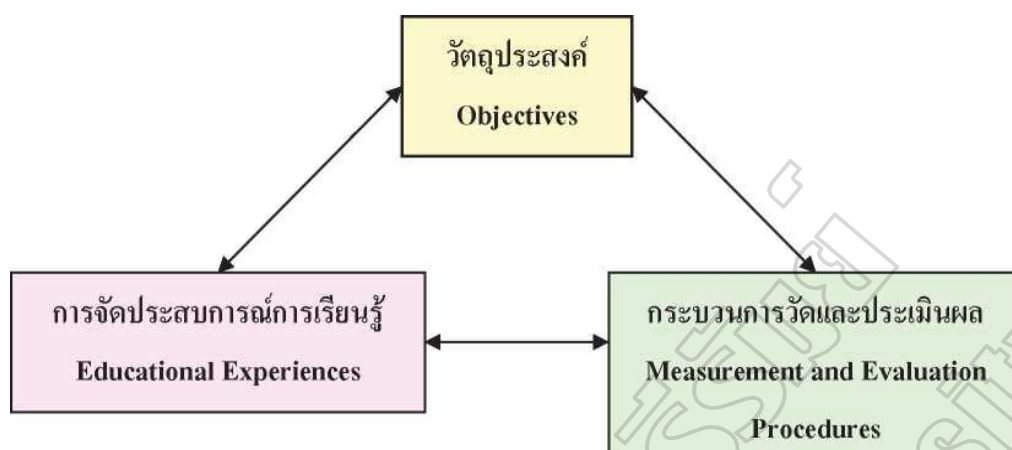 วัตถุประสงค์
Objectives
การจัดประสบการณ์การเรียนรู้
Educational Experiences
กระบวนการวัดและประเมินผล
Measurement and Evaluation
Procedures